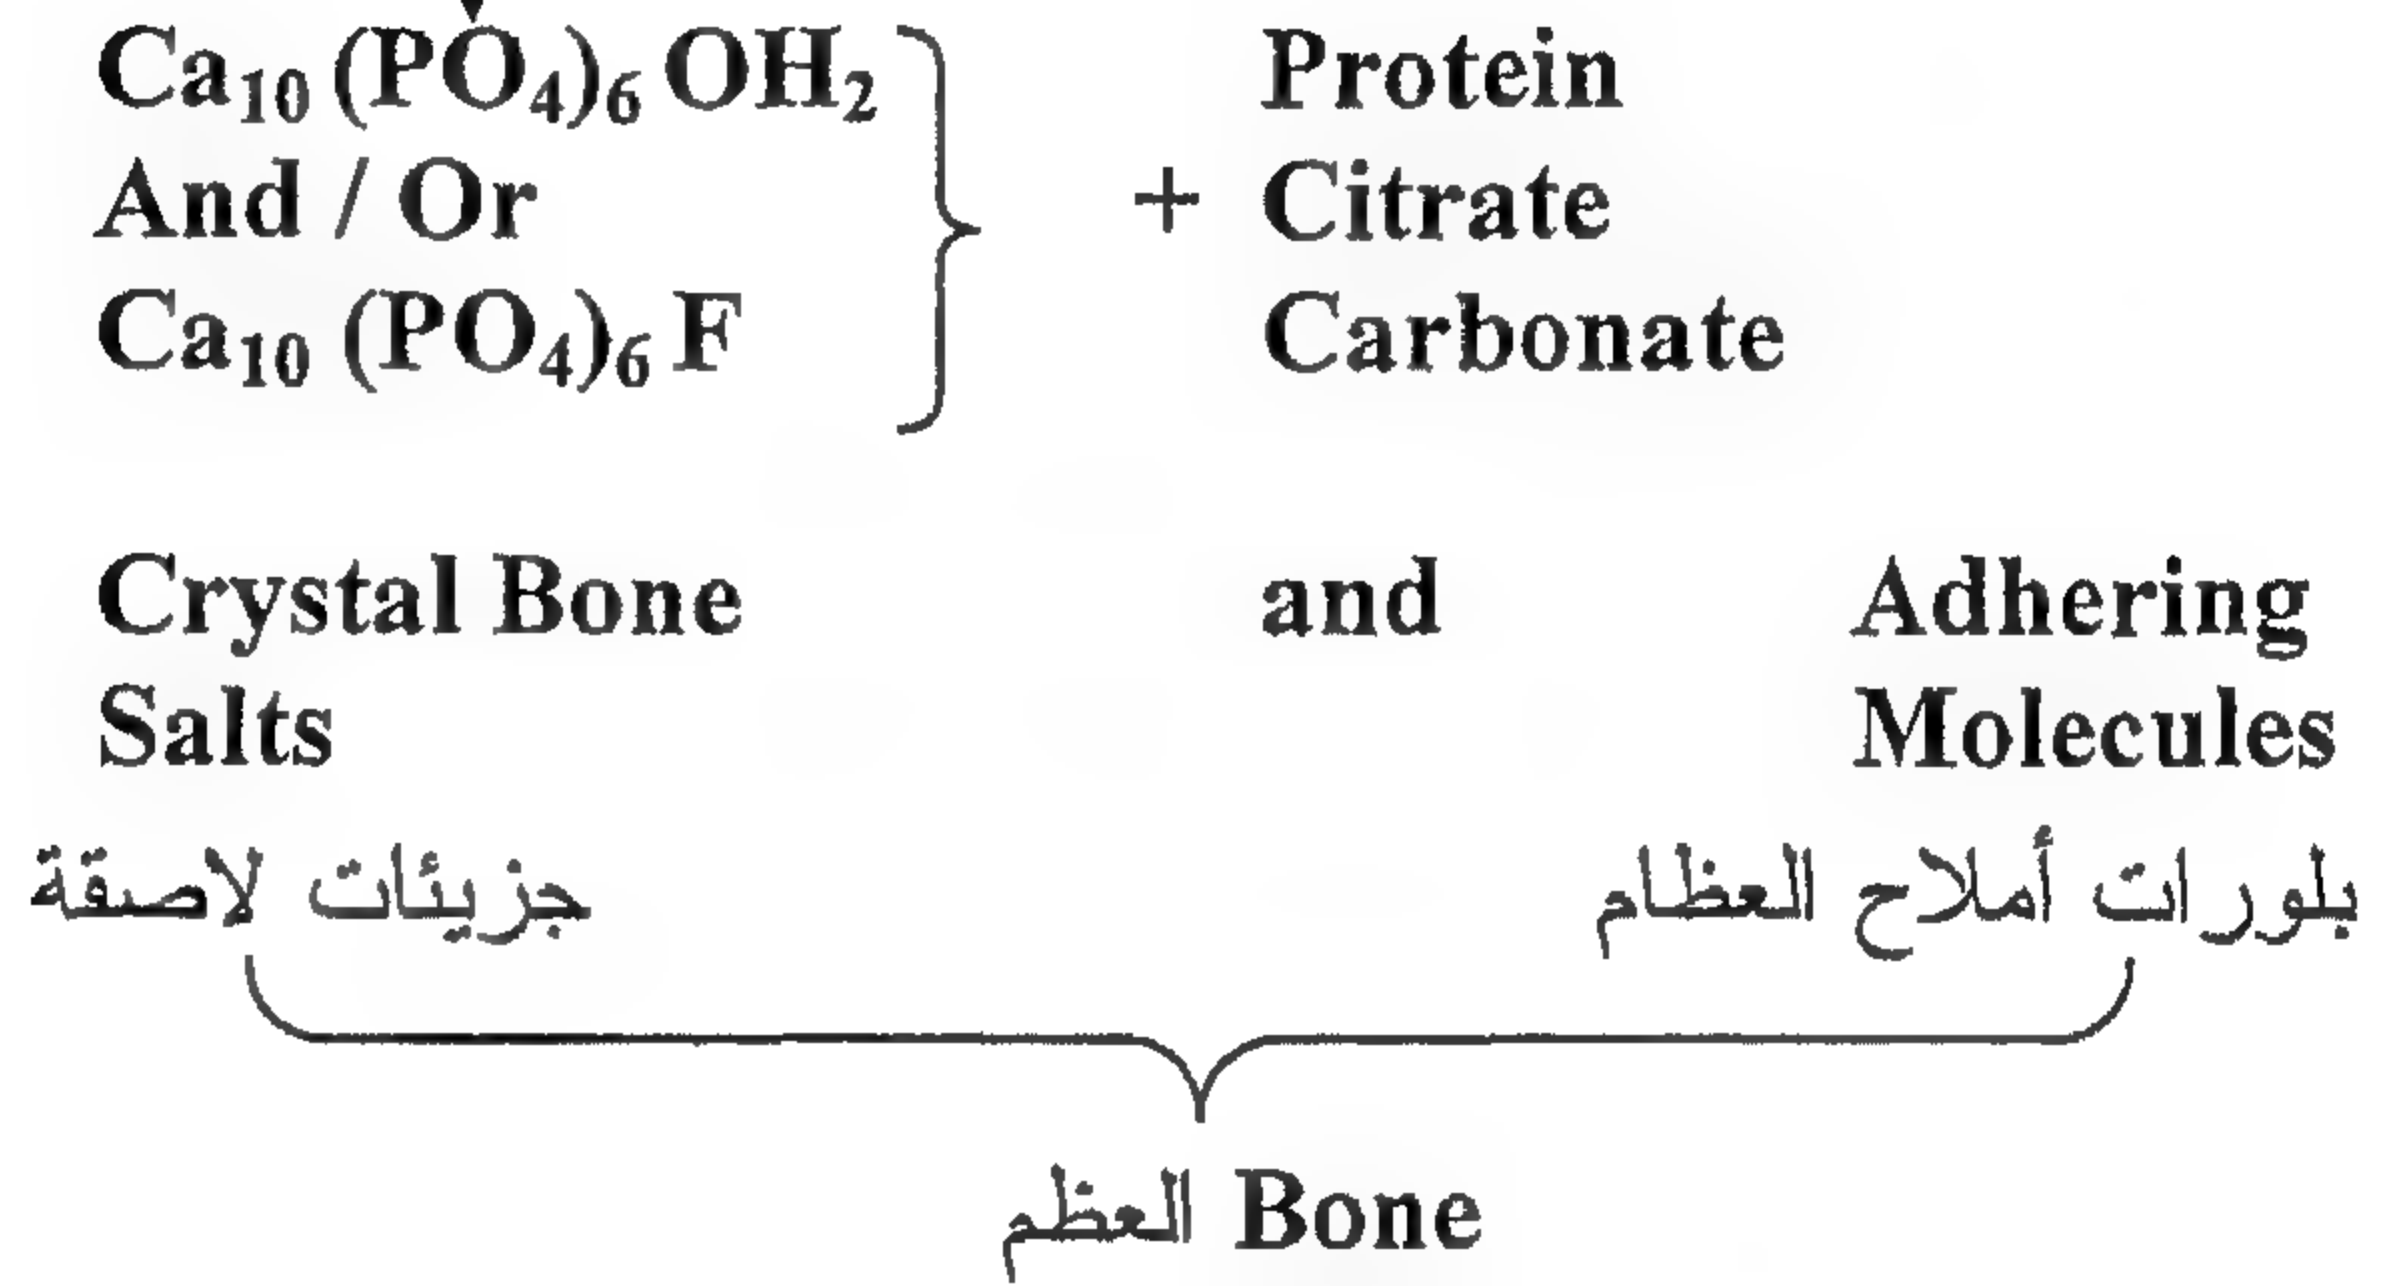 Ca₁₀ (PO₄)₆ OH₂ Protein
And / Or + Citrate
Ca₁₀ (PO₄)₆ F Carbonate
Crystal Bone and Adhering
Salts Molecules
بلورات أملاح العظام جزيئات لاصقة
العظم Bone